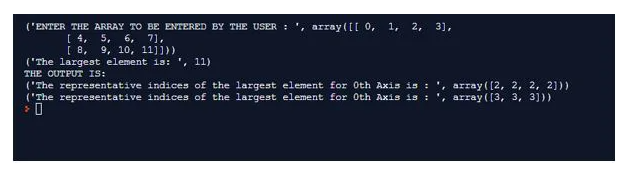 ('ENTER THE ARRAY TO BE ENTERED BY THE USER : ', array([[ 0, 1, 2, 3],
[ 4, 5, 6, 7],
[ 8, 9, 10, 11]]))
('The largest element is: ', 11)
THE OUTPUT IS:
('The representative indices of the largest element for 0th Axis is : ', array([2, 2, 2, 2]))
('The representative indices of the largest element for 0th Axis is : ', array([3, 3, 3]))
>